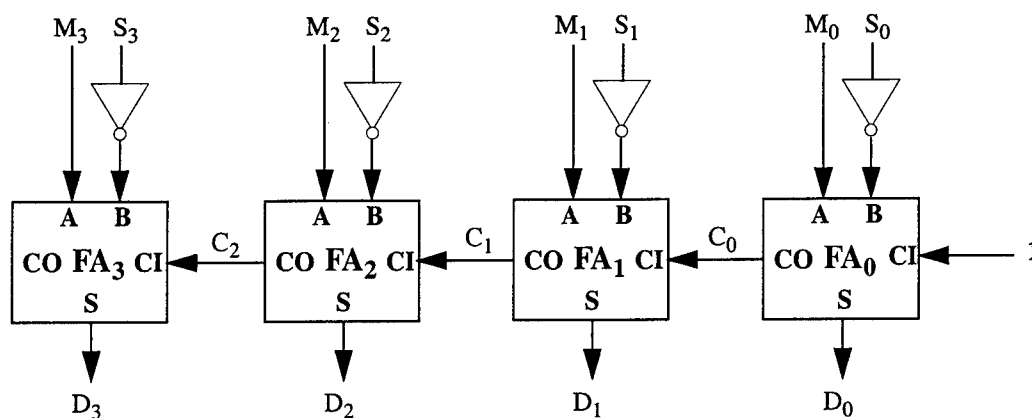 M₃ S₃ M₂ S₂ M₁ S₁ M₀ S₀
A B A B A B A B
C₂ C₁ C₀
CO FA₃ CI CO FA₂ CI CO FA₁ CI CO FA₀ CI
S S S S
D₃ D₂ D₁ D₀